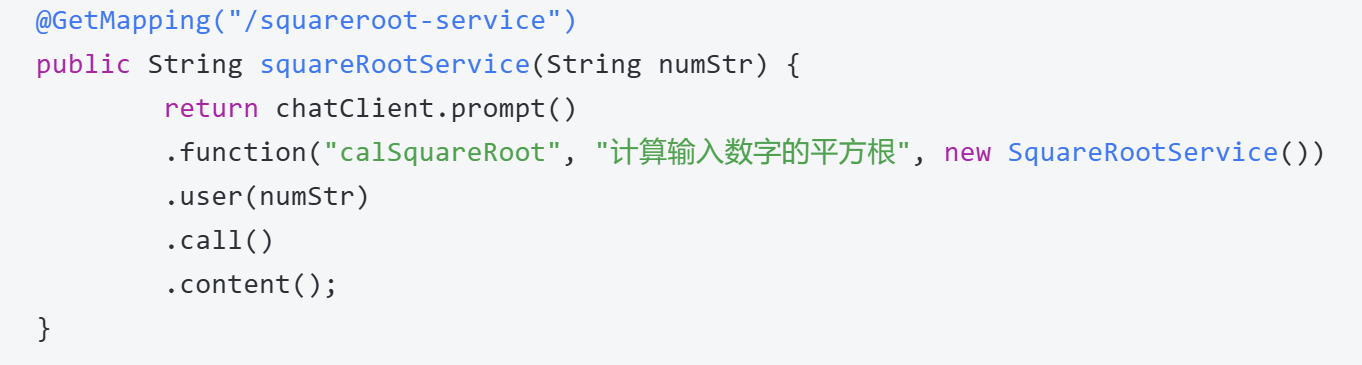 @GetMapping("/squareroot-service")
public String squareRootService(String numStr) {
        return chatClient.prompt()
        .function("calSquareRoot", "计算输入数字的平方根", new SquareRootService())
        .user(numStr)
        .call()
        .content();
}